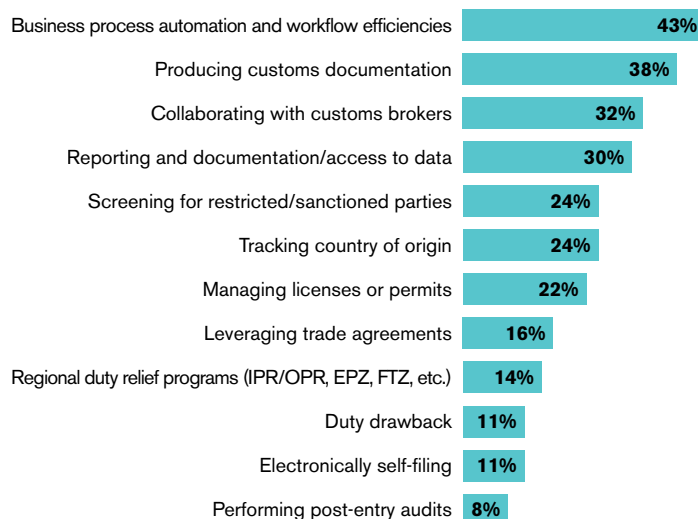 Business process automation and workflow efficiencies 43%
Producing customs documentation 38%
Collaborating with customs brokers 32%
Reporting and documentation/access to data 30%
Screening for restricted/sanctioned parties 24%
Tracking country of origin 24%
Managing licenses or permits 22%
Leveraging trade agreements 16%
Regional duty relief programs (IPR/OPR, EPZ, FTZ, etc.) 14%
Duty drawback 11%
Electronically self-filing 11%
Performing post-entry audits 8%